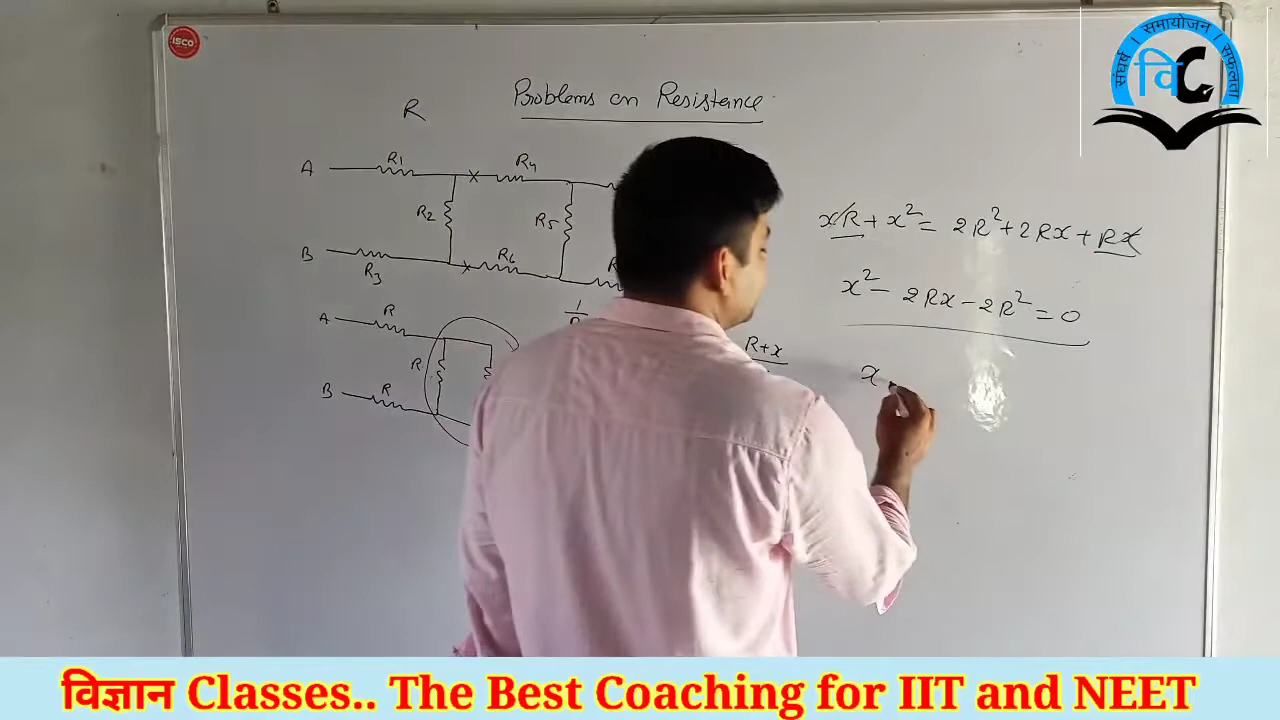 ISCO
संघर्ष । समायोजन । सफलता
वि C
Problems on Resistance
R
A R1 R4
R2 R5
B R3 R6
xR + x² = 2R² + 2Rx + Rx
x² - 2Rx - 2R² = 0
A R
R
B R
R+x
x
विज्ञान Classes.. The Best Coaching for IIT and NEET